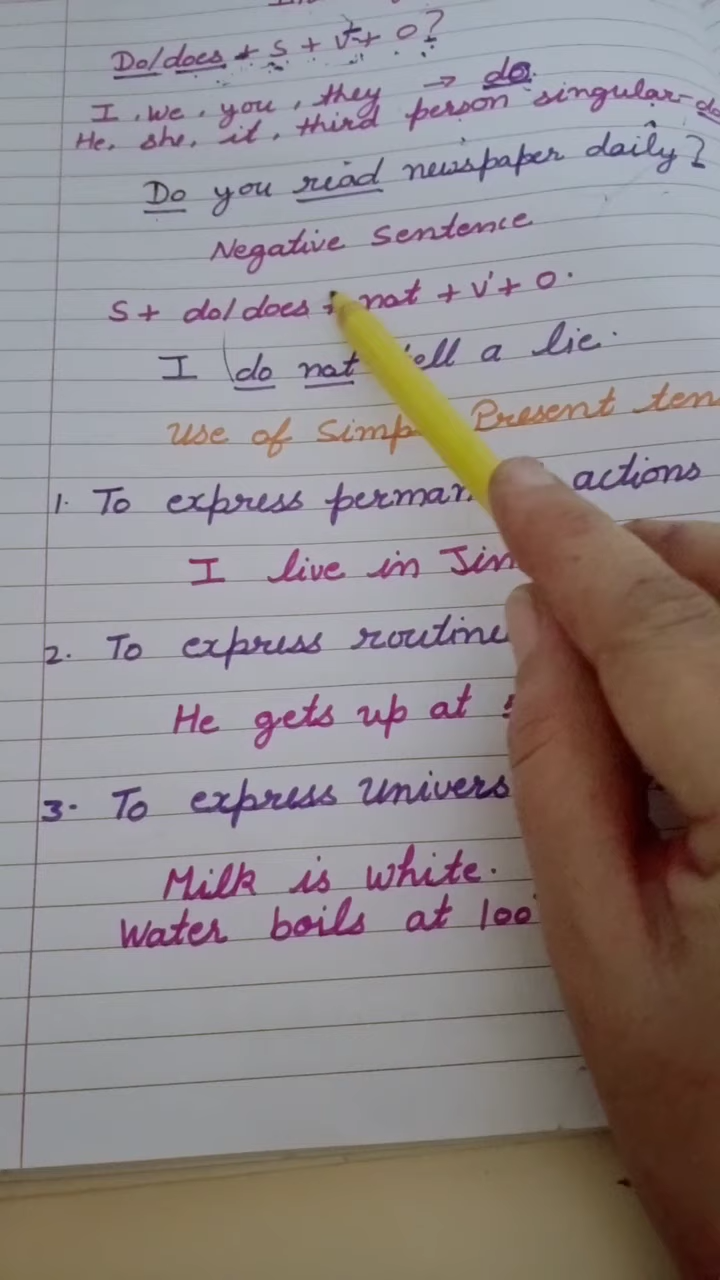 Do/does + S + V¹ + O?
I, we, you, they → do.
He, she, it, third person singular-
Do you read newspaper daily?
Negative Sentence
S + do/does + not + V¹ + O.
I do not tell a lie.
Use of Simp Present ten
1. To express perman actions
I live in Jin
2. To express routine
He gets up at
3. To express Univers
Milk is white.
Water boils at 100